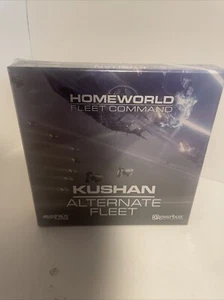 HOMEWORLD
FLEET COMMAND
KUSHAN
ALTERNATE
FLEET